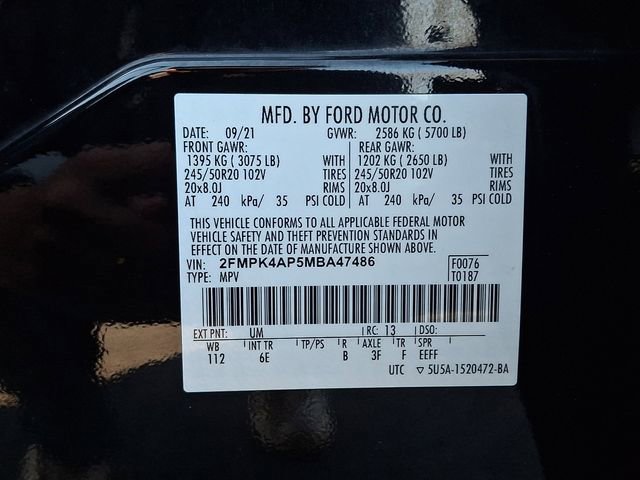 MFD. BY FORD MOTOR CO.
DATE: 09/21 GVWR: 2586 KG ( 5700 LB)
FRONT GAWR: REAR GAWR:
1395 KG ( 3075 LB) WITH 1202 KG ( 2650 LB) WITH
245/50R20 102V TIRES 245/50R20 102V TIRES
20x8.0J RIMS 20x8.0J RIMS
AT 240 kPa/ 35 PSI COLD AT 240 kPa/ 35 PSI COLD
THIS VEHICLE CONFORMS TO ALL APPLICABLE FEDERAL MOTOR
VEHICLE SAFETY AND THEFT PREVENTION STANDARDS IN
EFFECT ON THE DATE OF MANUFACTURE SHOWN ABOVE.
VIN: 2FMPK4AP5MBA47486 F0076
TYPE: MPV T0187
EXT PNT: UM RC: 13 DSO:
WB INT TR TP/PS R AXLE TR SPR
112 6E B 3F F EEFF
UTC ▽ 5U5A-1520472-BA